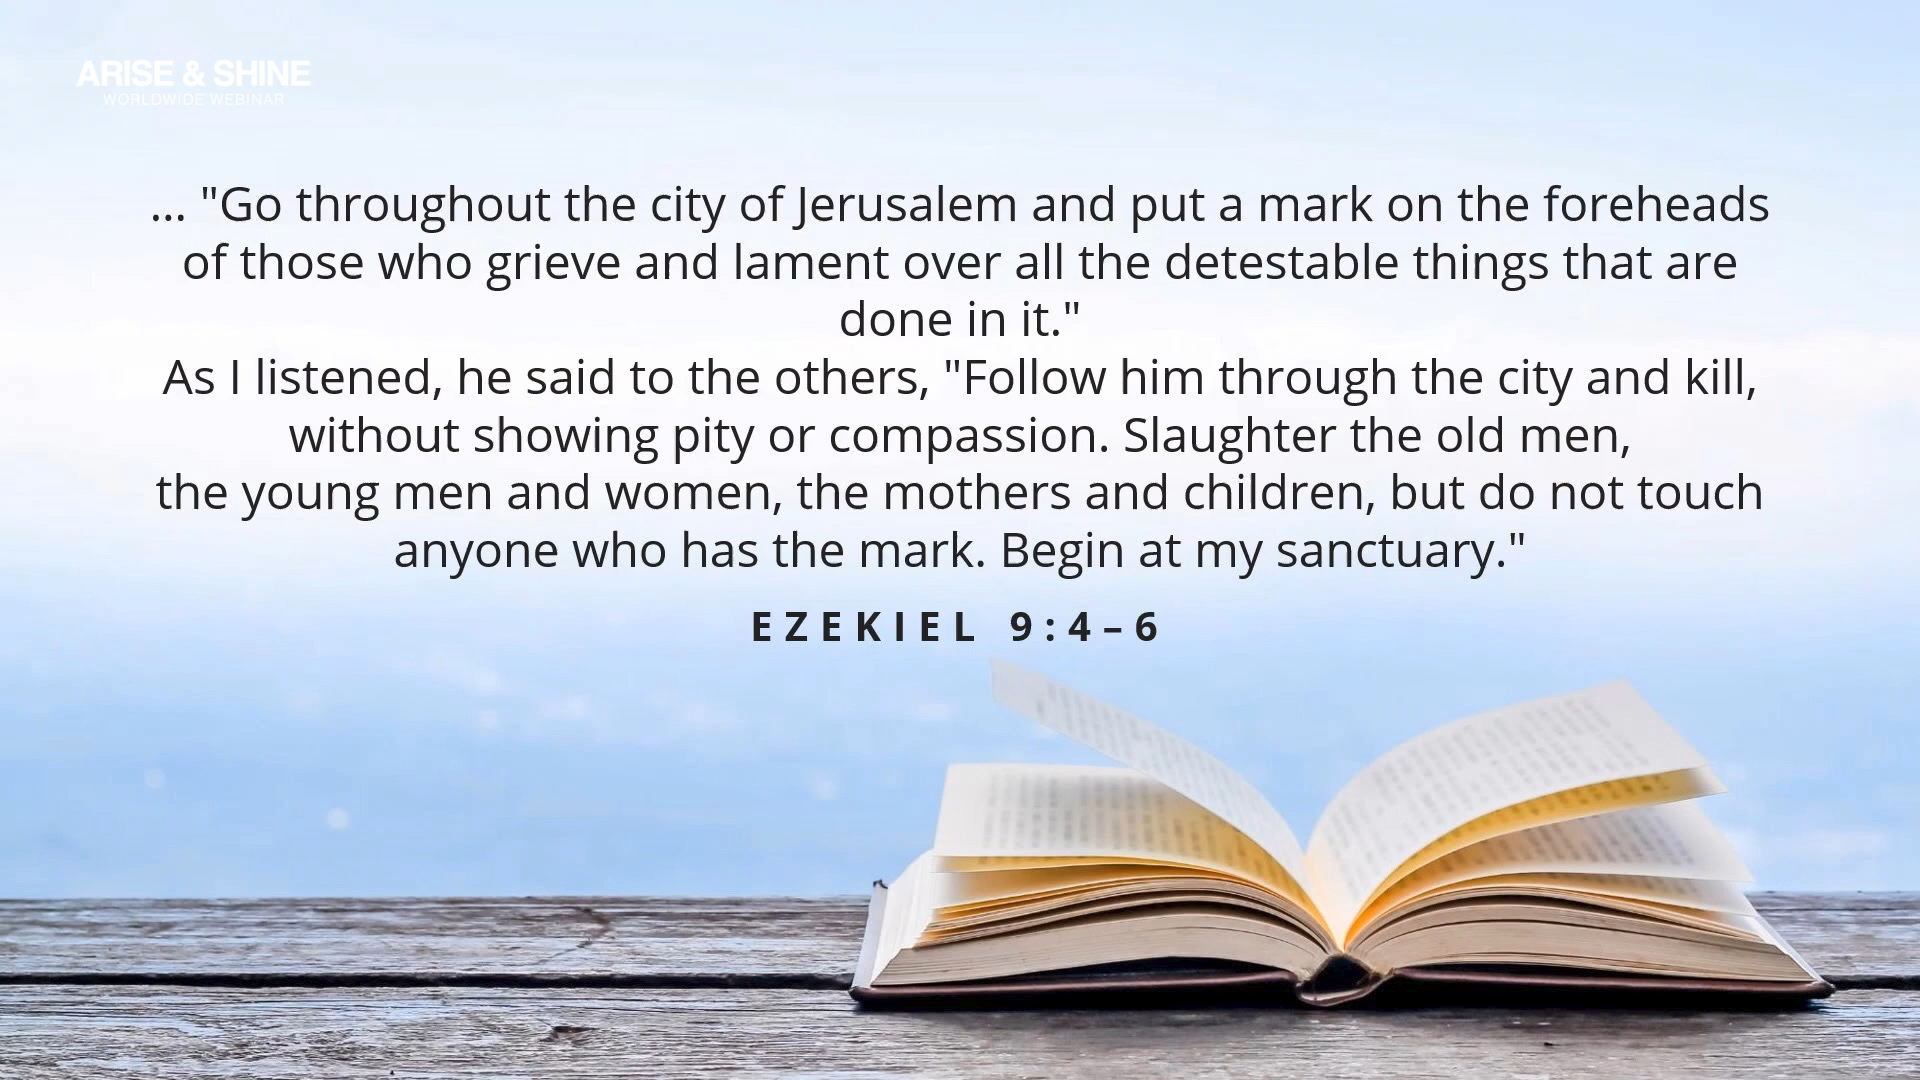 ARISE & SHINE
WORLDWIDE WEBINAR
... "Go throughout the city of Jerusalem and put a mark on the foreheads
of those who grieve and lament over all the detestable things that are
done in it."
As I listened, he said to the others, "Follow him through the city and kill,
without showing pity or compassion. Slaughter the old men,
the young men and women, the mothers and children, but do not touch
anyone who has the mark. Begin at my sanctuary."
EZEKIEL 9:4–6